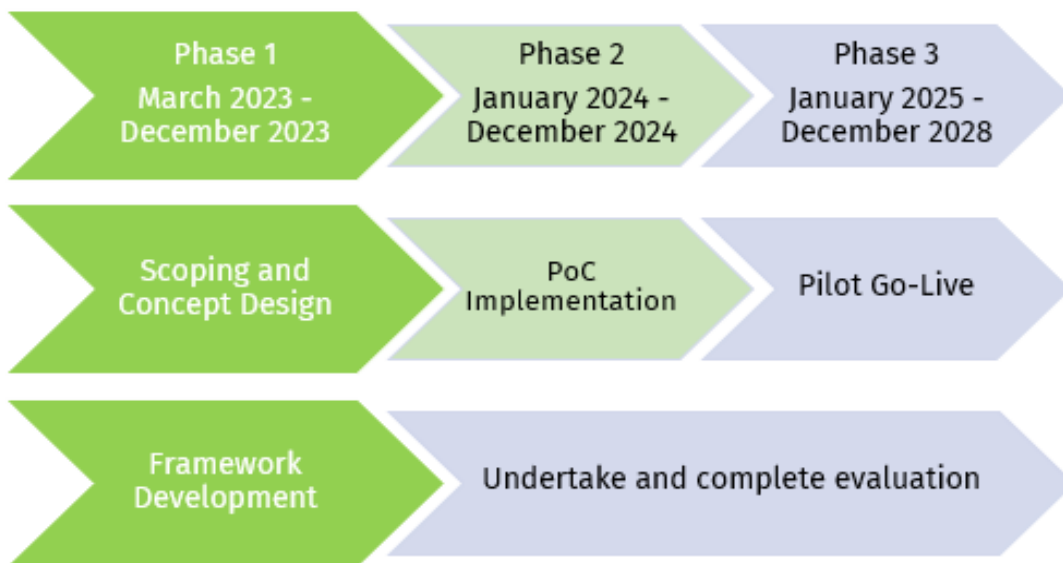 Phase 1
March 2023 -
December 2023
Phase 2
January 2024 -
December 2024
Phase 3
January 2025 -
December 2028
Scoping and
Concept Design
PoC
Implementation
Pilot Go-Live
Framework
Development
Undertake and complete evaluation